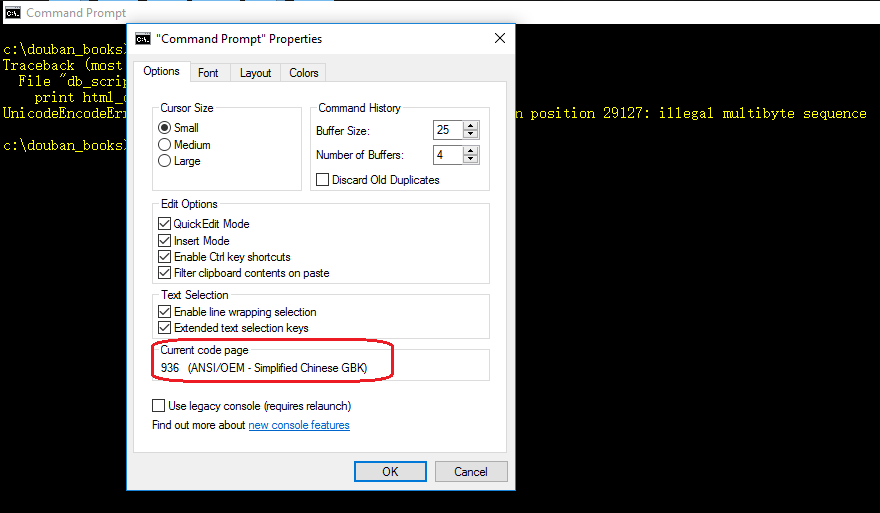 Command Prompt
c:\douban_books
Traceback (most
File "db_scrip
print html_
UnicodeEncodeErr
n position 29127: illegal multibyte sequence
c:\douban_books
"Command Prompt" Properties
Options Font Layout Colors
Cursor Size
Small
Medium
Large
Command History
Buffer Size: 25
Number of Buffers: 4
Discard Old Duplicates
Edit Options
QuickEdit Mode
Insert Mode
Enable Ctrl key shortcuts
Filter clipboard contents on paste
Text Selection
Enable line wrapping selection
Extended text selection keys
Current code page
936 (ANSI/OEM - Simplified Chinese GBK)
Use legacy console (requires relaunch)
Find out more about new console features
OK Cancel